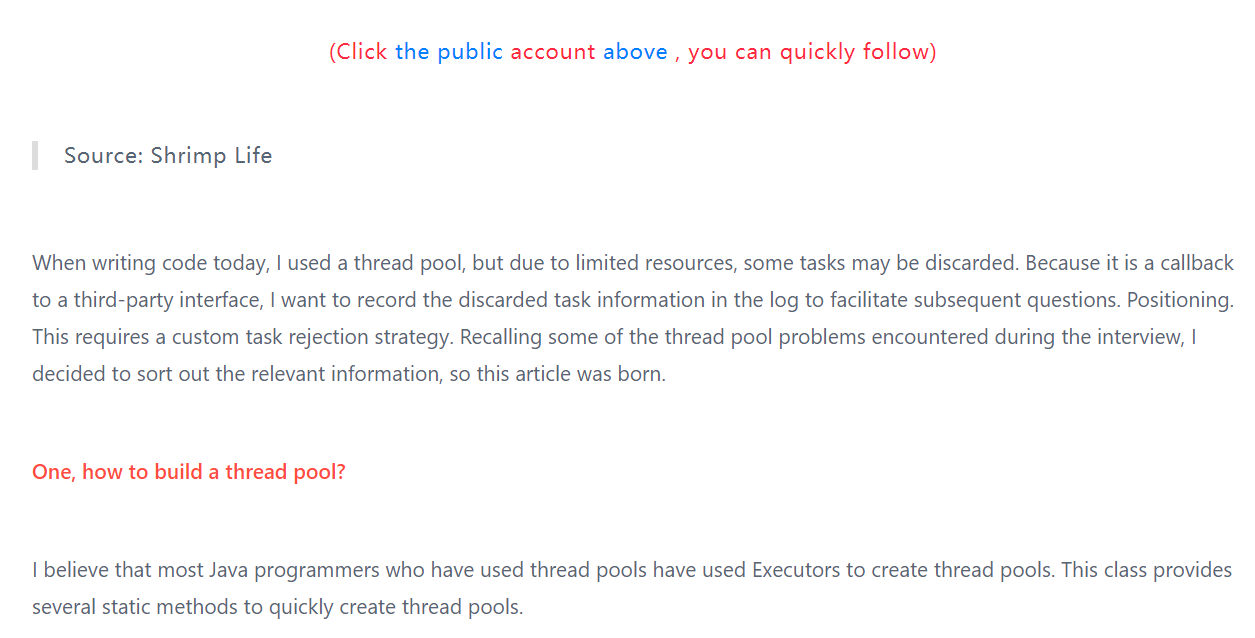 (Click the public account above , you can quickly follow)
Source: Shrimp Life
When writing code today, I used a thread pool, but due to limited resources, some tasks may be discarded. Because it is a callback
to a third-party interface, I want to record the discarded task information in the log to facilitate subsequent questions. Positioning.
This requires a custom task rejection strategy. Recalling some of the thread pool problems encountered during the interview, I
decided to sort out the relevant information, so this article was born.
One, how to build a thread pool?
I believe that most Java programmers who have used thread pools have used Executors to create thread pools. This class provides
several static methods to quickly create thread pools.